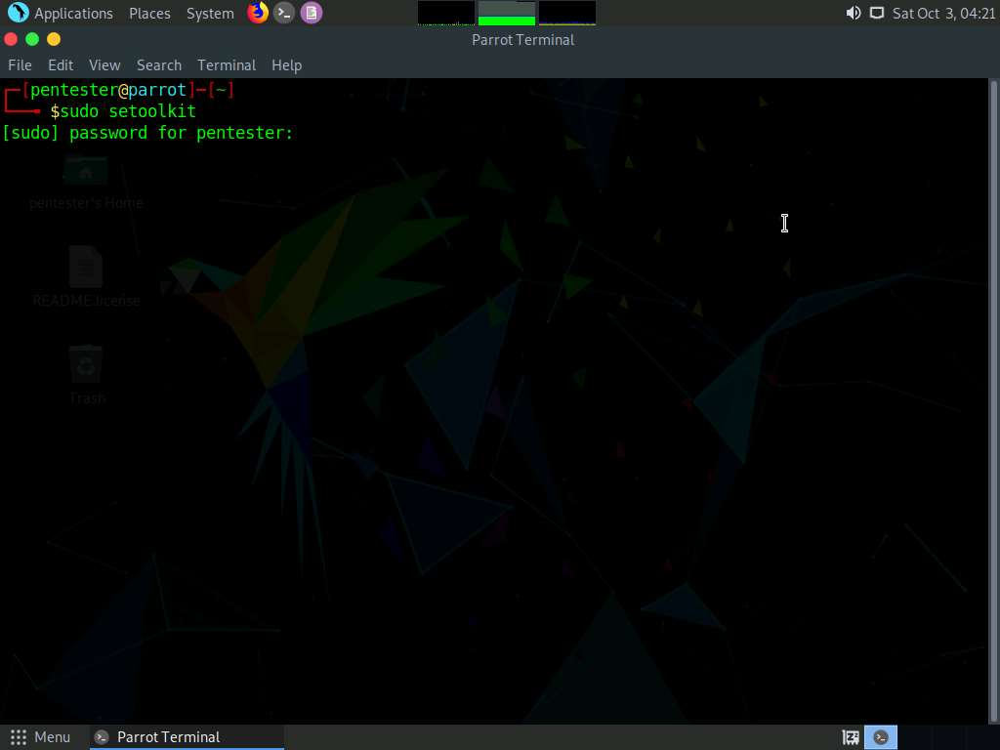 Applications Places System Sat Oct 3, 04:21
Parrot Terminal
File Edit View Search Terminal Help
┌─[pentester@parrot]─[~]
└──╼ $sudo setoolkit
[sudo] password for pentester:
pentester's Home
README.license
Trash
Menu Parrot Terminal